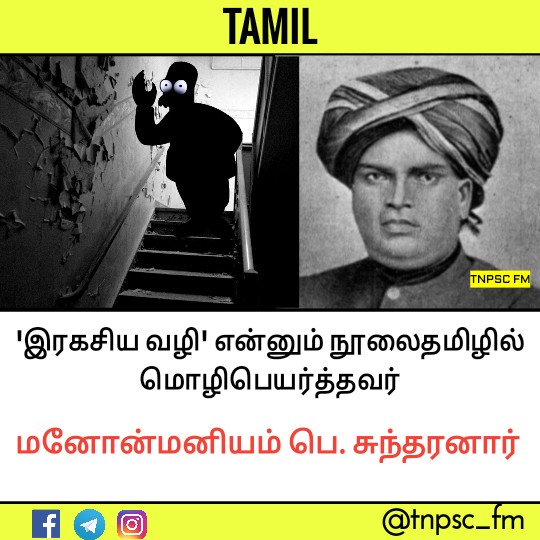 TAMIL
TNPSC FM
'இரகசிய வழி' என்னும் நூலைதமிழில்
மொழிபெயர்த்தவர்
மனோன்மனியம் பெ. சுந்தரனார்
@tnpsc_fm